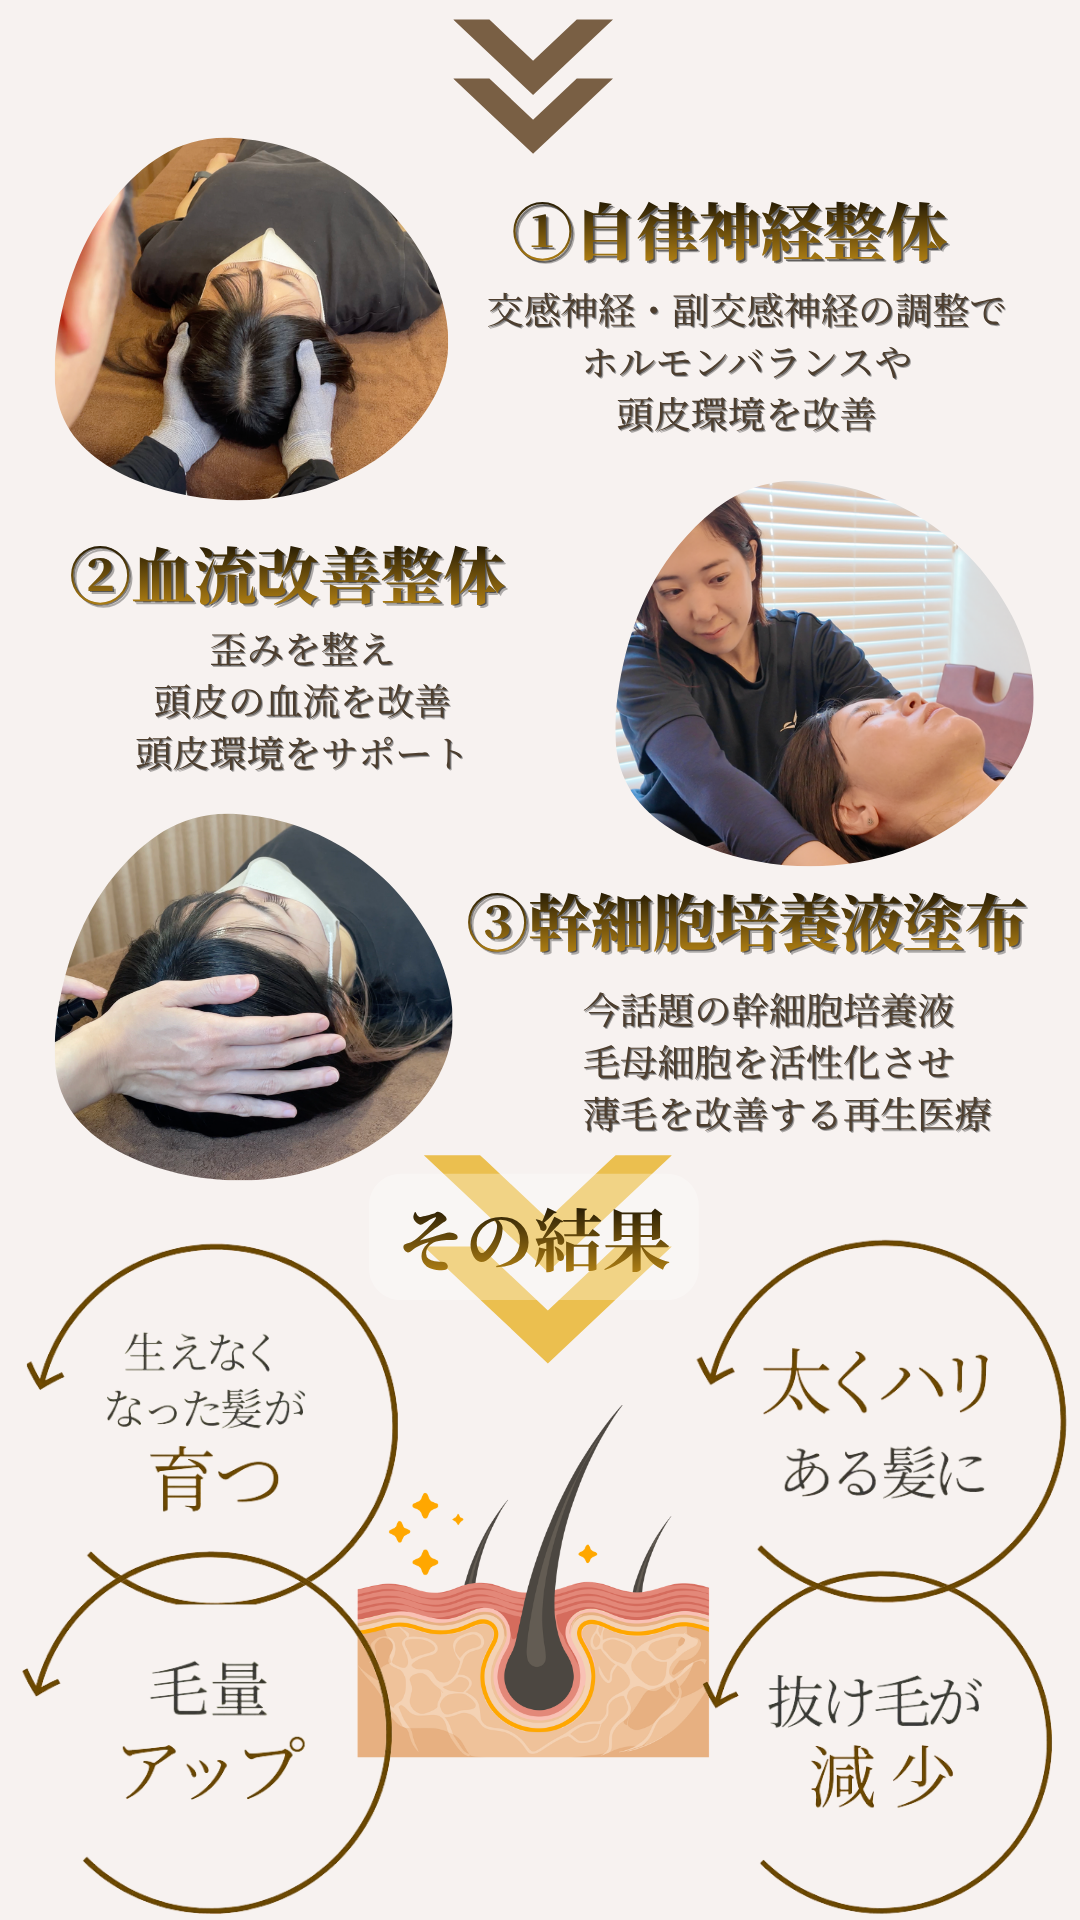 ①自律神経整体
交感神経・副交感神経の調整で
ホルモンバランスや
頭皮環境を改善
②血流改善整体
歪みを整え
頭皮の血流を改善
頭皮環境をサポート
③幹細胞培養液塗布
今話題の幹細胞培養液
毛母細胞を活性化させ
薄毛を改善する再生医療
その結果
生えなく
なった髪が
育つ
太くハリ
ある髪に
毛量
アップ
抜け毛が
減少